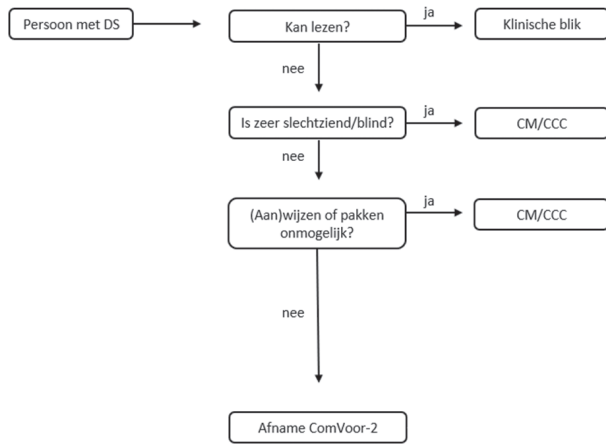 Persoon met DS
Kan lezen?
ja
Klinische blik
nee
Is zeer slechtziend/blind?
ja
CM/CCC
nee
(Aan)wijzen of pakken
onmogelijk?
ja
CM/CCC
nee
Afname ComVoor-2